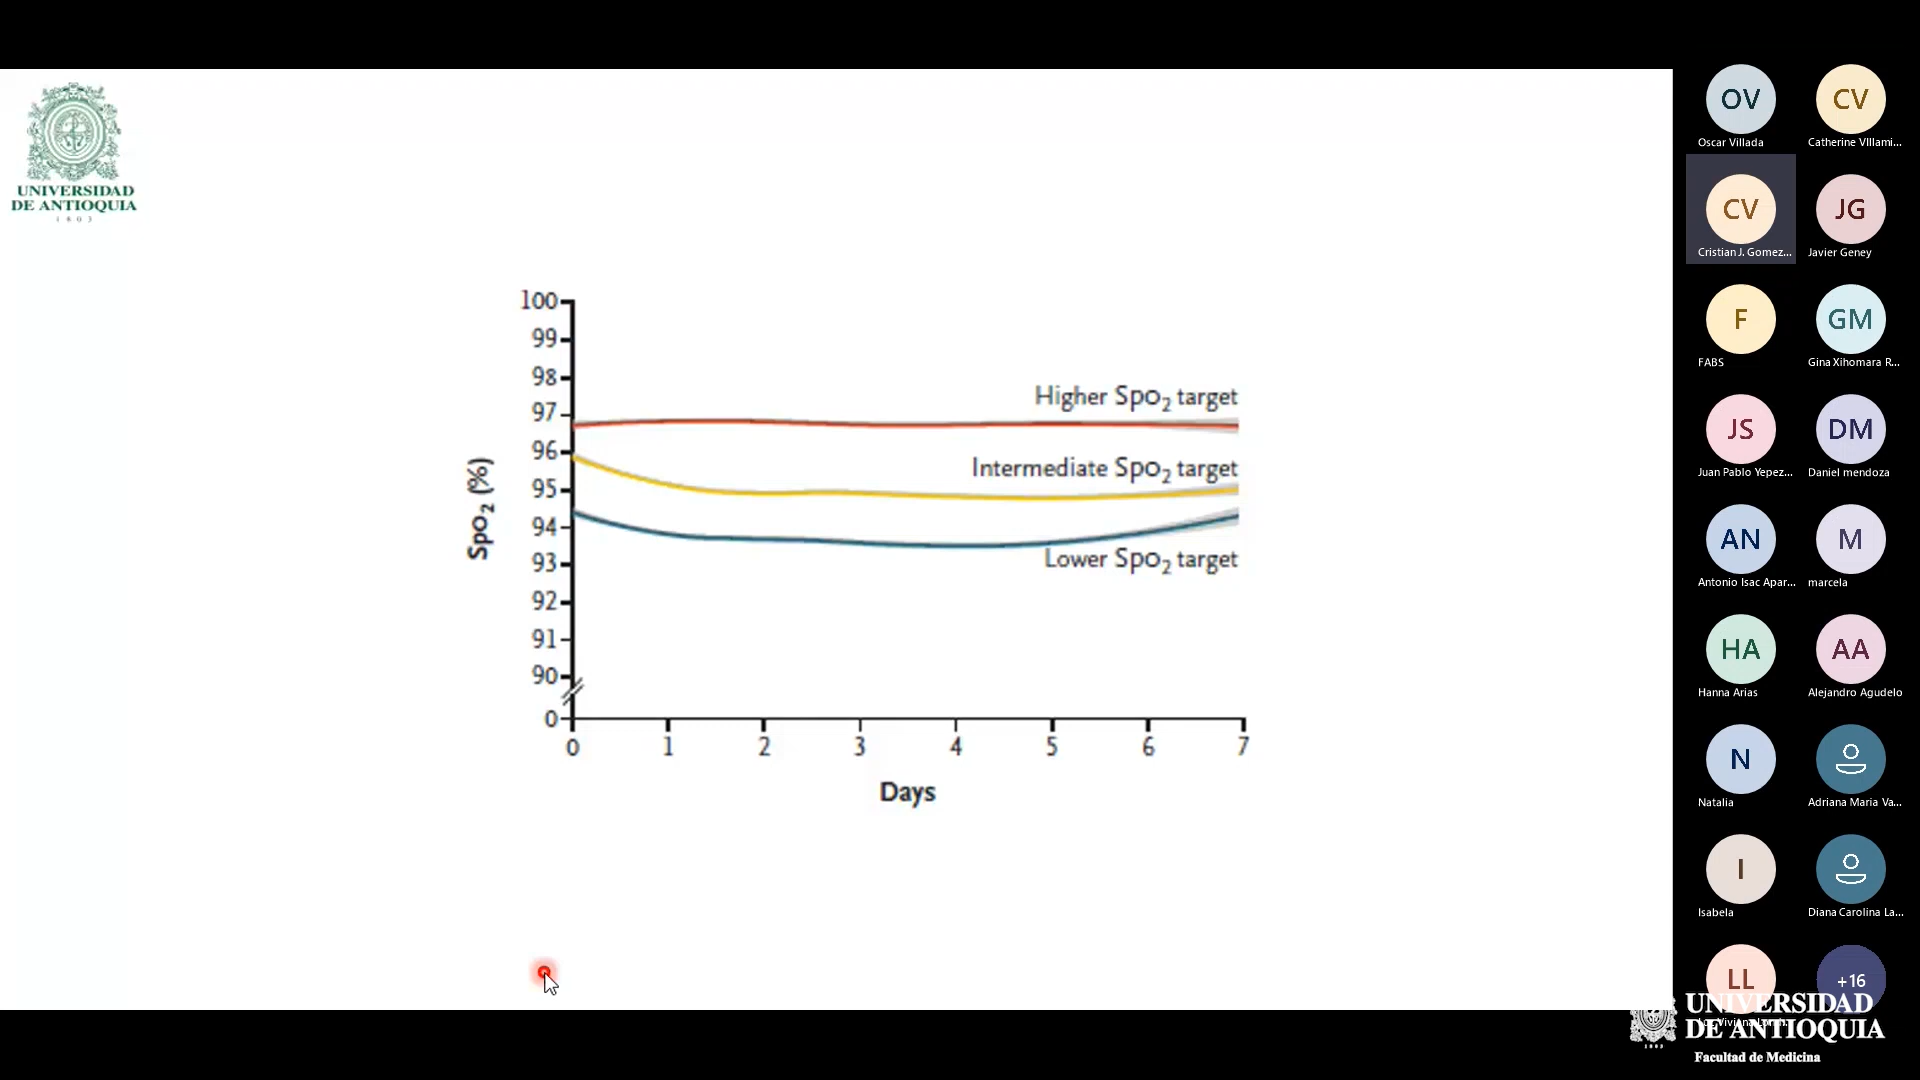 UNIVERSIDAD
DE ANTIOQUIA
1803
100
99
98
97
96
95
94
93
92
91
90
0
SpO2 (%)
Higher SpO2 target
Intermediate SpO2 target
Lower SpO2 target
0 1 2 3 4 5 6 7
Days
OV CV
Oscar Villada Catherine VIllami...
CV JG
Cristian J. Gomez... Javier Geney
F GM
FABS Gina Xihomara R...
JS DM
Juan Pablo Yepez... Daniel mendoza
AN M
Antonio Isac Apar... marcela
HA AA
Hanna Arias Alejandro Agudelo
N
Natalia Adriana Maria Va...
I
Isabela Diana Carolina La...
LL +16
UNIVERSIDAD
DE ANTIOQUIA
1803
Facultad de Medicina